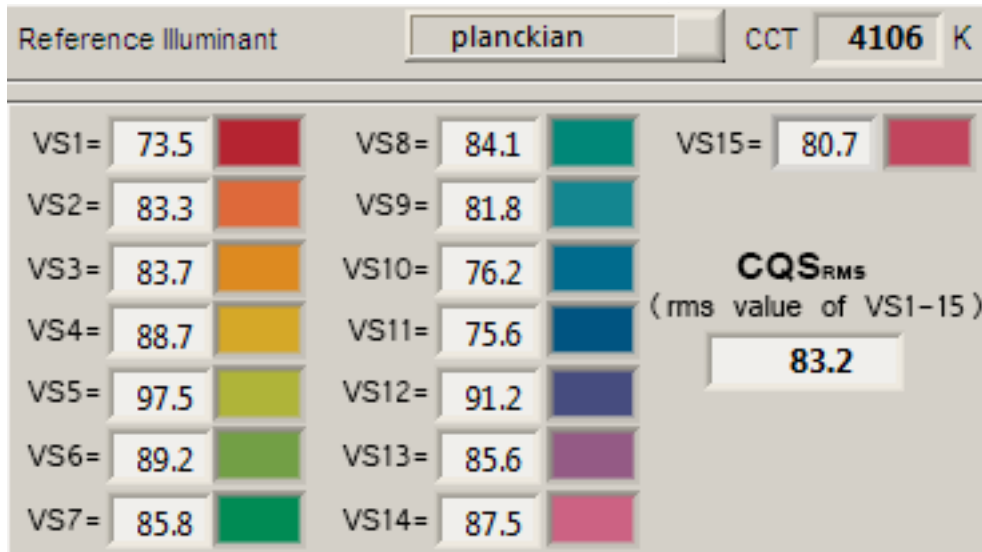 Reference Illuminant planckian CCT 4106 K
VS1= 73.5 VS8= 84.1 VS15= 80.7
VS2= 83.3 VS9= 81.8
VS3= 83.7 VS10= 76.2 CQSRMS
(rms value of VS1-15)
VS4= 88.7 VS11= 75.6
83.2
VS5= 97.5 VS12= 91.2
VS6= 89.2 VS13= 85.6
VS7= 85.8 VS14= 87.5